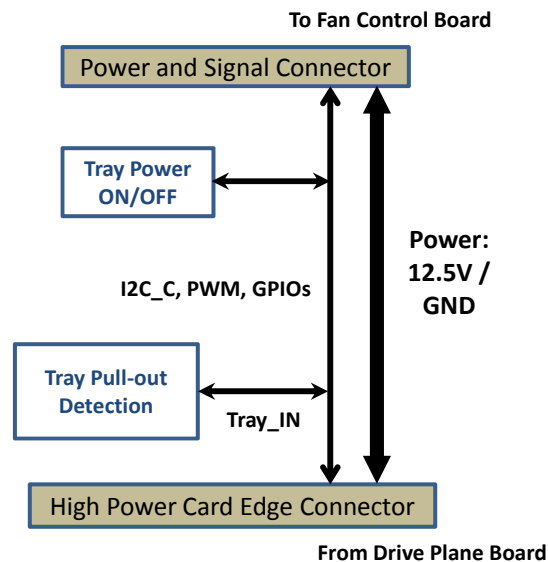 To Fan Control Board
Power and Signal Connector
Tray Power
ON/OFF
Power:
12.5V /
GND
I2C_C, PWM, GPIOs
Tray Pull-out
Detection
Tray_IN
High Power Card Edge Connector
From Drive Plane Board